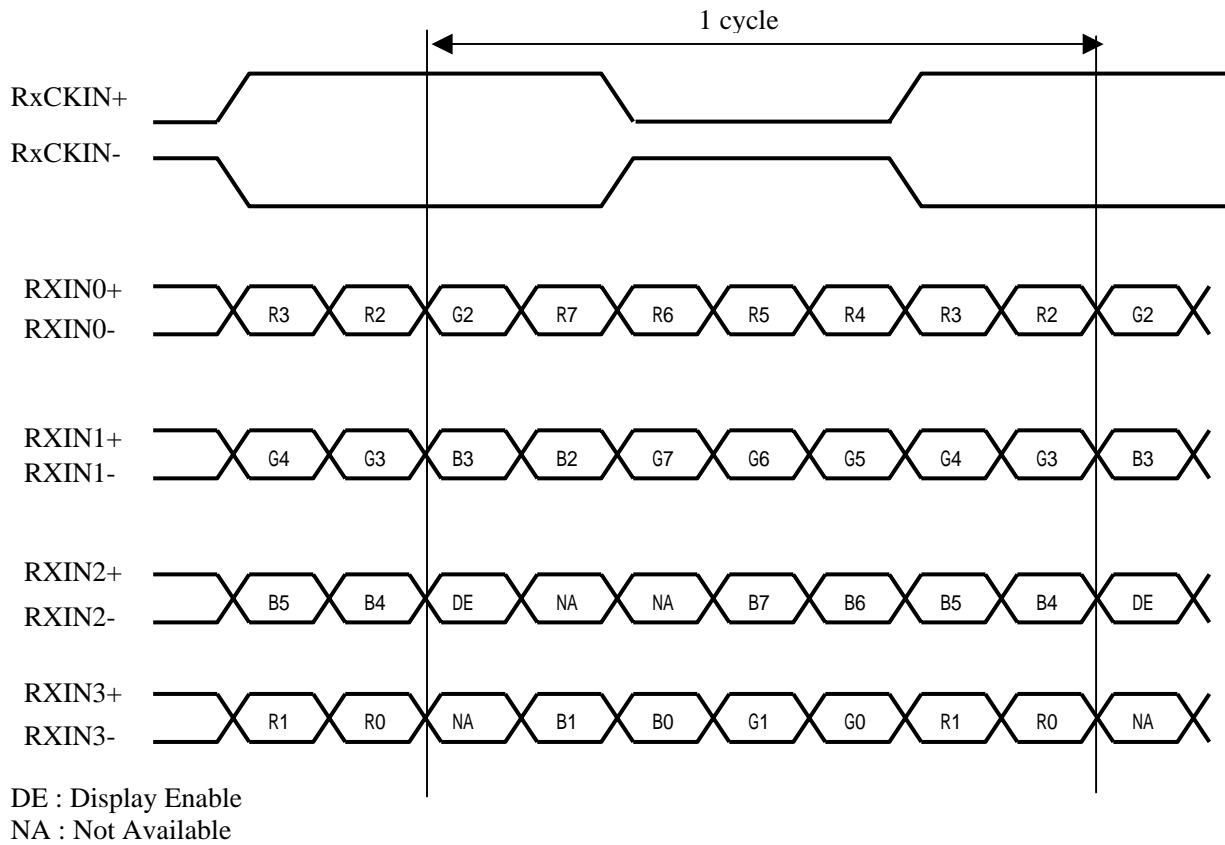 1 cycle
RxCKIN+
RxCKIN-
RXIN0+
R3 R2 G2 R7 R6 R5 R4 R3 R2 G2
RXIN0-
RXIN1+
G4 G3 B3 B2 G7 G6 G5 G4 G3 B3
RXIN1-
RXIN2+
B5 B4 DE NA NA B7 B6 B5 B4 DE
RXIN2-
RXIN3+
R1 R0 NA B1 B0 G1 G0 R1 R0 NA
RXIN3-
DE : Display Enable
NA : Not Available